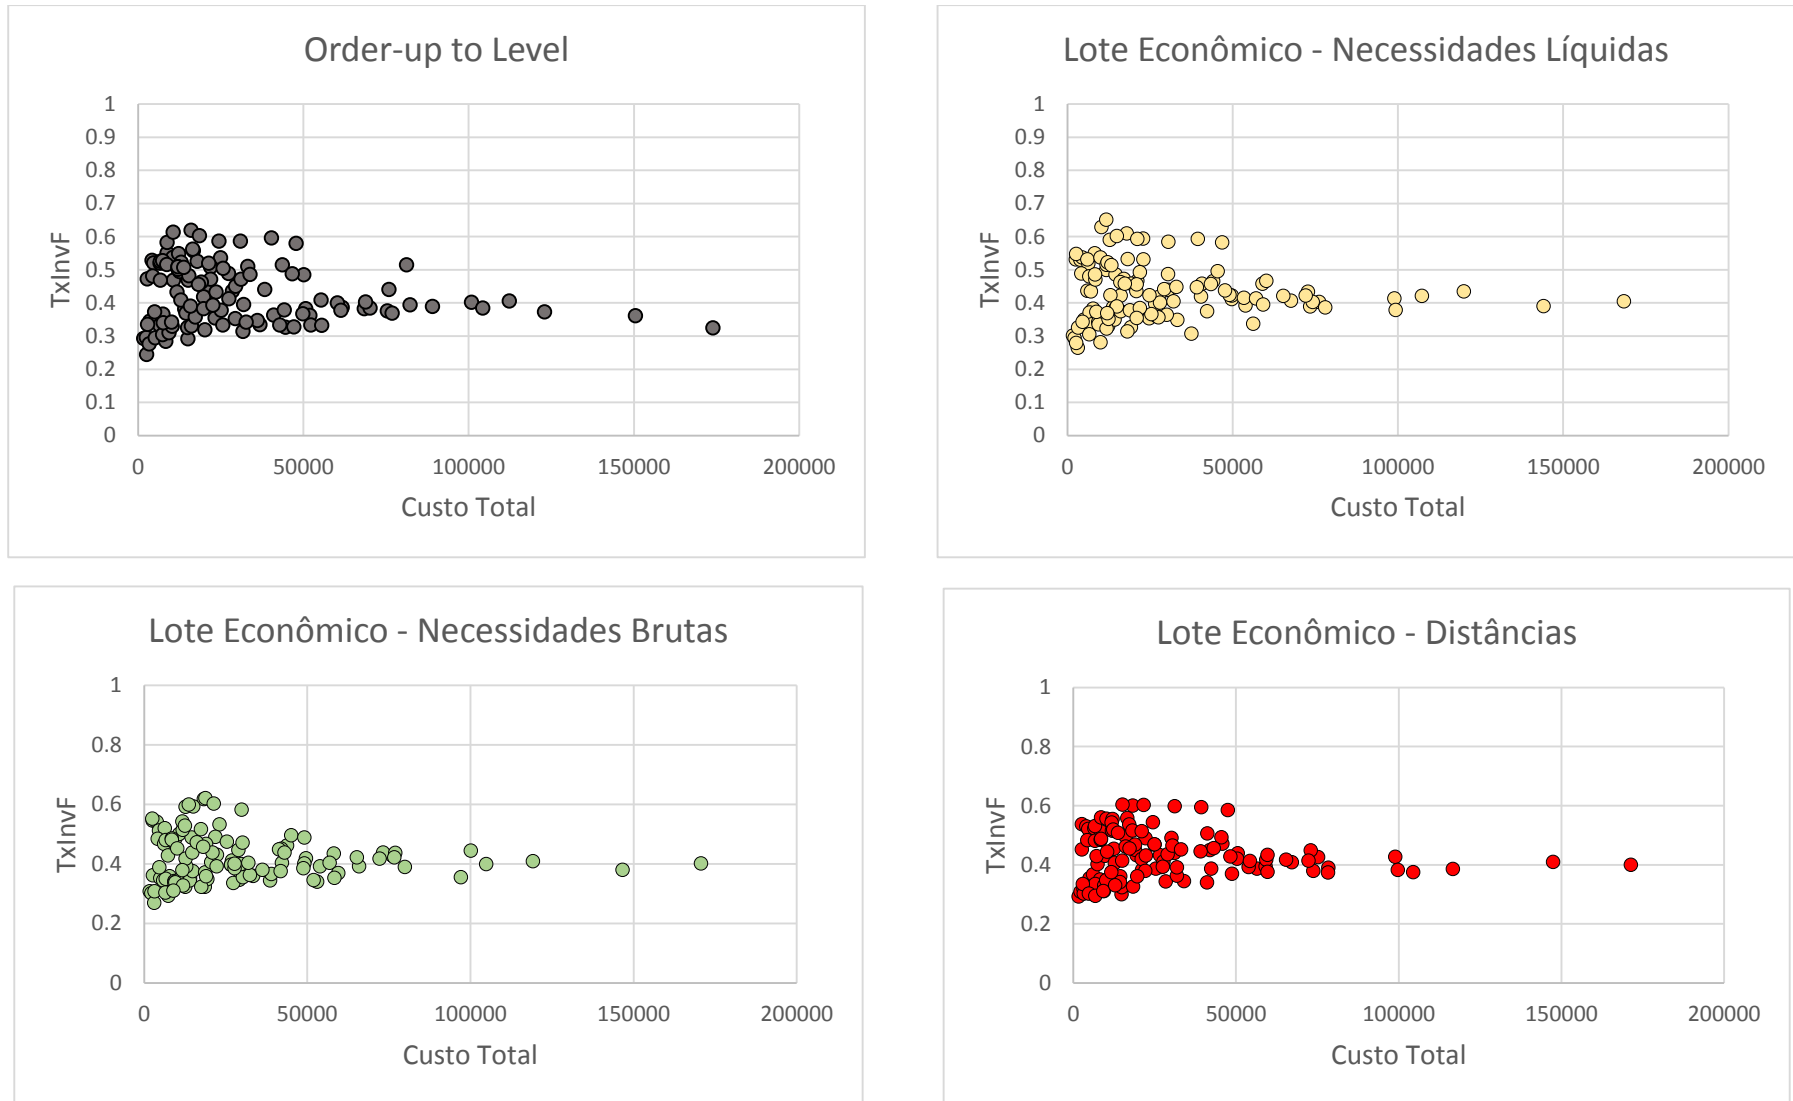 Order-up to Level
1
0.9
0.8
0.7
0.6
0.5
0.4
0.3
0.2
0.1
0
TxInvF
0 50000 100000 150000 200000
Custo Total
Lote Econômico - Necessidades Líquidas
1
0.9
0.8
0.7
0.6
0.5
0.4
0.3
0.2
0.1
0
TxInvF
0 50000 100000 150000 200000
Custo Total
Lote Econômico - Necessidades Brutas
1
0.8
0.6
0.4
0.2
0
TxInvF
0 50000 100000 150000 200000
Custo Total
Lote Econômico - Distâncias
1
0.8
0.6
0.4
0.2
0
TxInvF
0 50000 100000 150000 200000
Custo Total